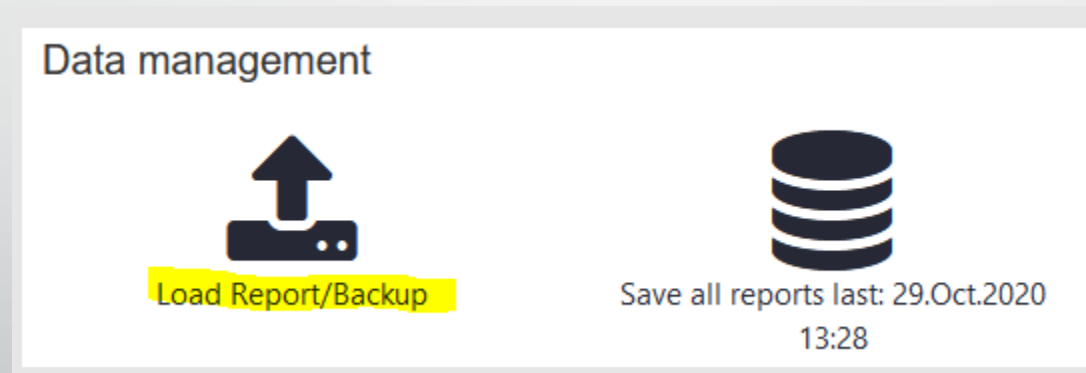 Data management
Load Report/Backup
Save all reports last: 29.Oct.2020
13:28